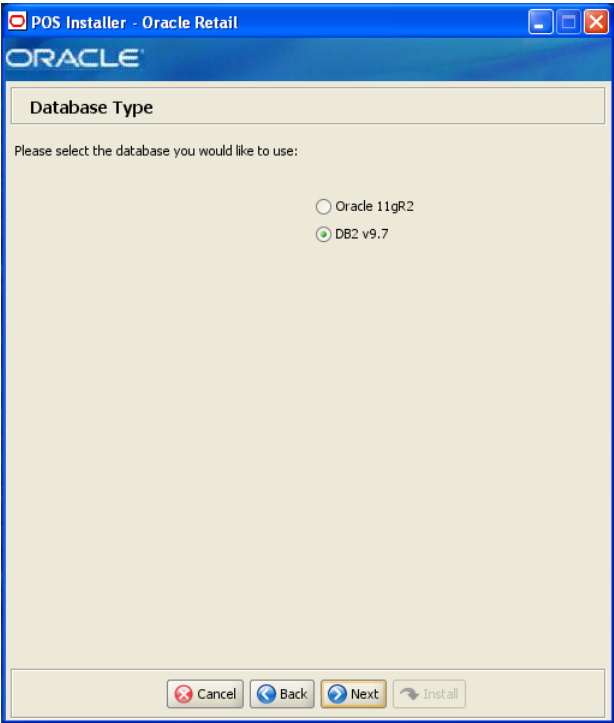 POS Installer - Oracle Retail
ORACLE
Database Type
Please select the database you would like to use:
Oracle 11gR2
DB2 v9.7
Cancel Back Next Install